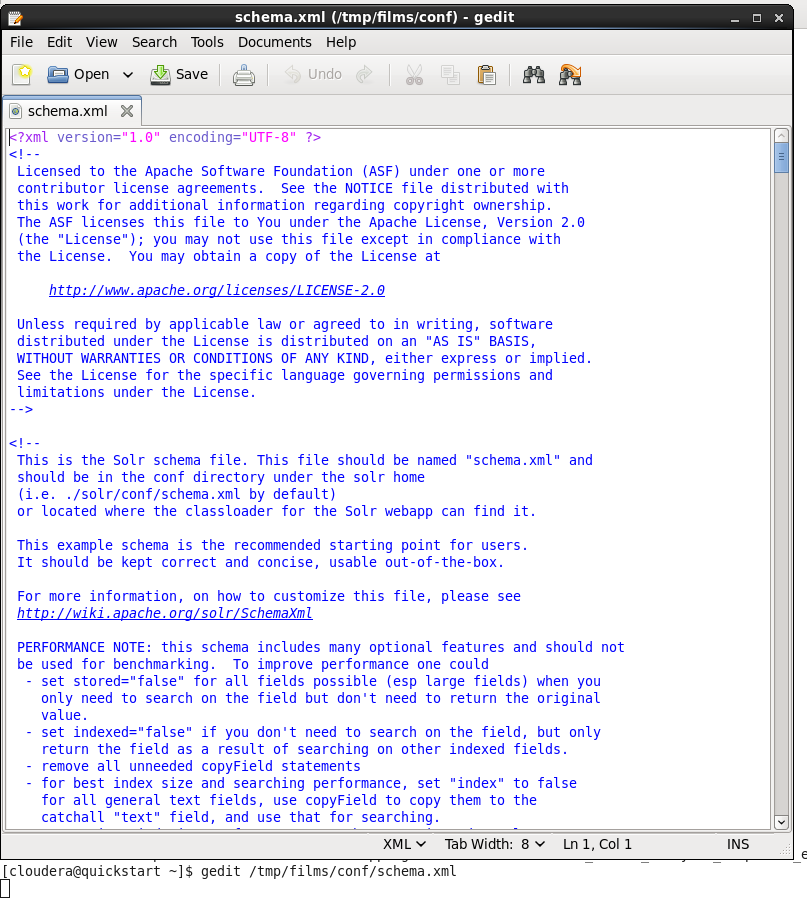 schema.xml (/tmp/films/conf) - gedit
File Edit View Search Tools Documents Help
Open Save Undo
schema.xml
<?xml version="1.0" encoding="UTF-8" ?>
<!--
Licensed to the Apache Software Foundation (ASF) under one or more
contributor license agreements.  See the NOTICE file distributed with
this work for additional information regarding copyright ownership.
The ASF licenses this file to You under the Apache License, Version 2.0
(the "License"); you may not use this file except in compliance with
the License.  You may obtain a copy of the License at
http://www.apache.org/licenses/LICENSE-2.0
Unless required by applicable law or agreed to in writing, software
distributed under the License is distributed on an "AS IS" BASIS,
WITHOUT WARRANTIES OR CONDITIONS OF ANY KIND, either express or implied.
See the License for the specific language governing permissions and
limitations under the License.
-->
<!--
This is the Solr schema file. This file should be named "schema.xml" and
should be in the conf directory under the solr home
(i.e. ./solr/conf/schema.xml by default)
or located where the classloader for the Solr webapp can find it.
This example schema is the recommended starting point for users.
It should be kept correct and concise, usable out-of-the-box.
For more information, on how to customize this file, please see
http://wiki.apache.org/solr/SchemaXml
PERFORMANCE NOTE: this schema includes many optional features and should not
be used for benchmarking.  To improve performance one could
- set stored="false" for all fields possible (esp large fields) when you
only need to search on the field but don't need to return the original
value.
- set indexed="false" if you don't need to search on the field, but only
return the field as a result of searching on other indexed fields.
- remove all unneeded copyField statements
- for best index size and searching performance, set "index" to false
for all general text fields, use copyField to copy them to the
catchall "text" field, and use that for searching.
XML Tab Width: 8 Ln 1, Col 1 INS
[cloudera@quickstart ~]$ gedit /tmp/films/conf/schema.xml